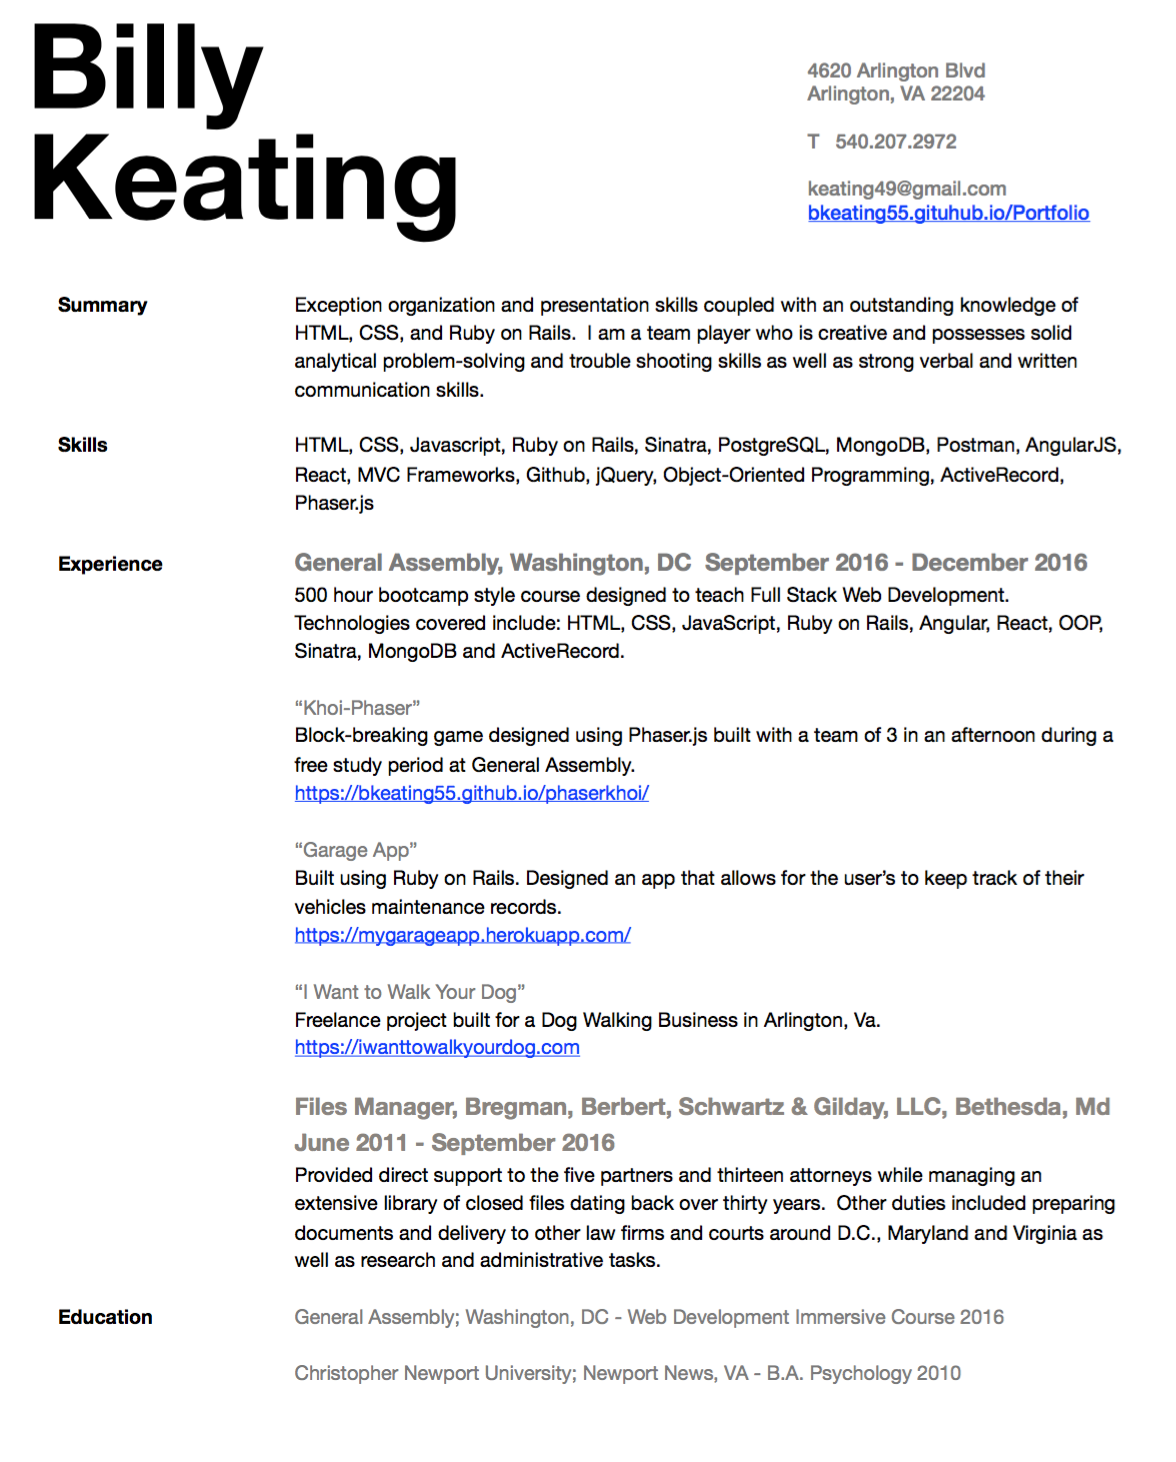 Billy
Keating
4620 Arlington Blvd
Arlington, VA 22204
T 540.207.2972
keating49@gmail.com
bkeating55.gituhub.io/Portfolio
Summary
Exception organization and presentation skills coupled with an outstanding knowledge of
HTML, CSS, and Ruby on Rails. I am a team player who is creative and possesses solid
analytical problem-solving and trouble shooting skills as well as strong verbal and written
communication skills.
Skills
HTML, CSS, Javascript, Ruby on Rails, Sinatra, PostgreSQL, MongoDB, Postman, AngularJS,
React, MVC Frameworks, Github, jQuery, Object-Oriented Programming, ActiveRecord,
Phaser.js
Experience
General Assembly, Washington, DC September 2016 - December 2016
500 hour bootcamp style course designed to teach Full Stack Web Development.
Technologies covered include: HTML, CSS, JavaScript, Ruby on Rails, Angular, React, OOP,
Sinatra, MongoDB and ActiveRecord.
“Khoi-Phaser”
Block-breaking game designed using Phaser.js built with a team of 3 in an afternoon during a
free study period at General Assembly.
https://bkeating55.github.io/phaserkhoi/
“Garage App”
Built using Ruby on Rails. Designed an app that allows for the user’s to keep track of their
vehicles maintenance records.
https://mygarageapp.herokuapp.com/
“I Want to Walk Your Dog”
Freelance project built for a Dog Walking Business in Arlington, Va.
https://iwanttowalkyourdog.com
Files Manager, Bregman, Berbert, Schwartz & Gilday, LLC, Bethesda, Md
June 2011 - September 2016
Provided direct support to the five partners and thirteen attorneys while managing an
extensive library of closed files dating back over thirty years. Other duties included preparing
documents and delivery to other law firms and courts around D.C., Maryland and Virginia as
well as research and administrative tasks.
Education
General Assembly; Washington, DC - Web Development Immersive Course 2016
Christopher Newport University; Newport News, VA - B.A. Psychology 2010